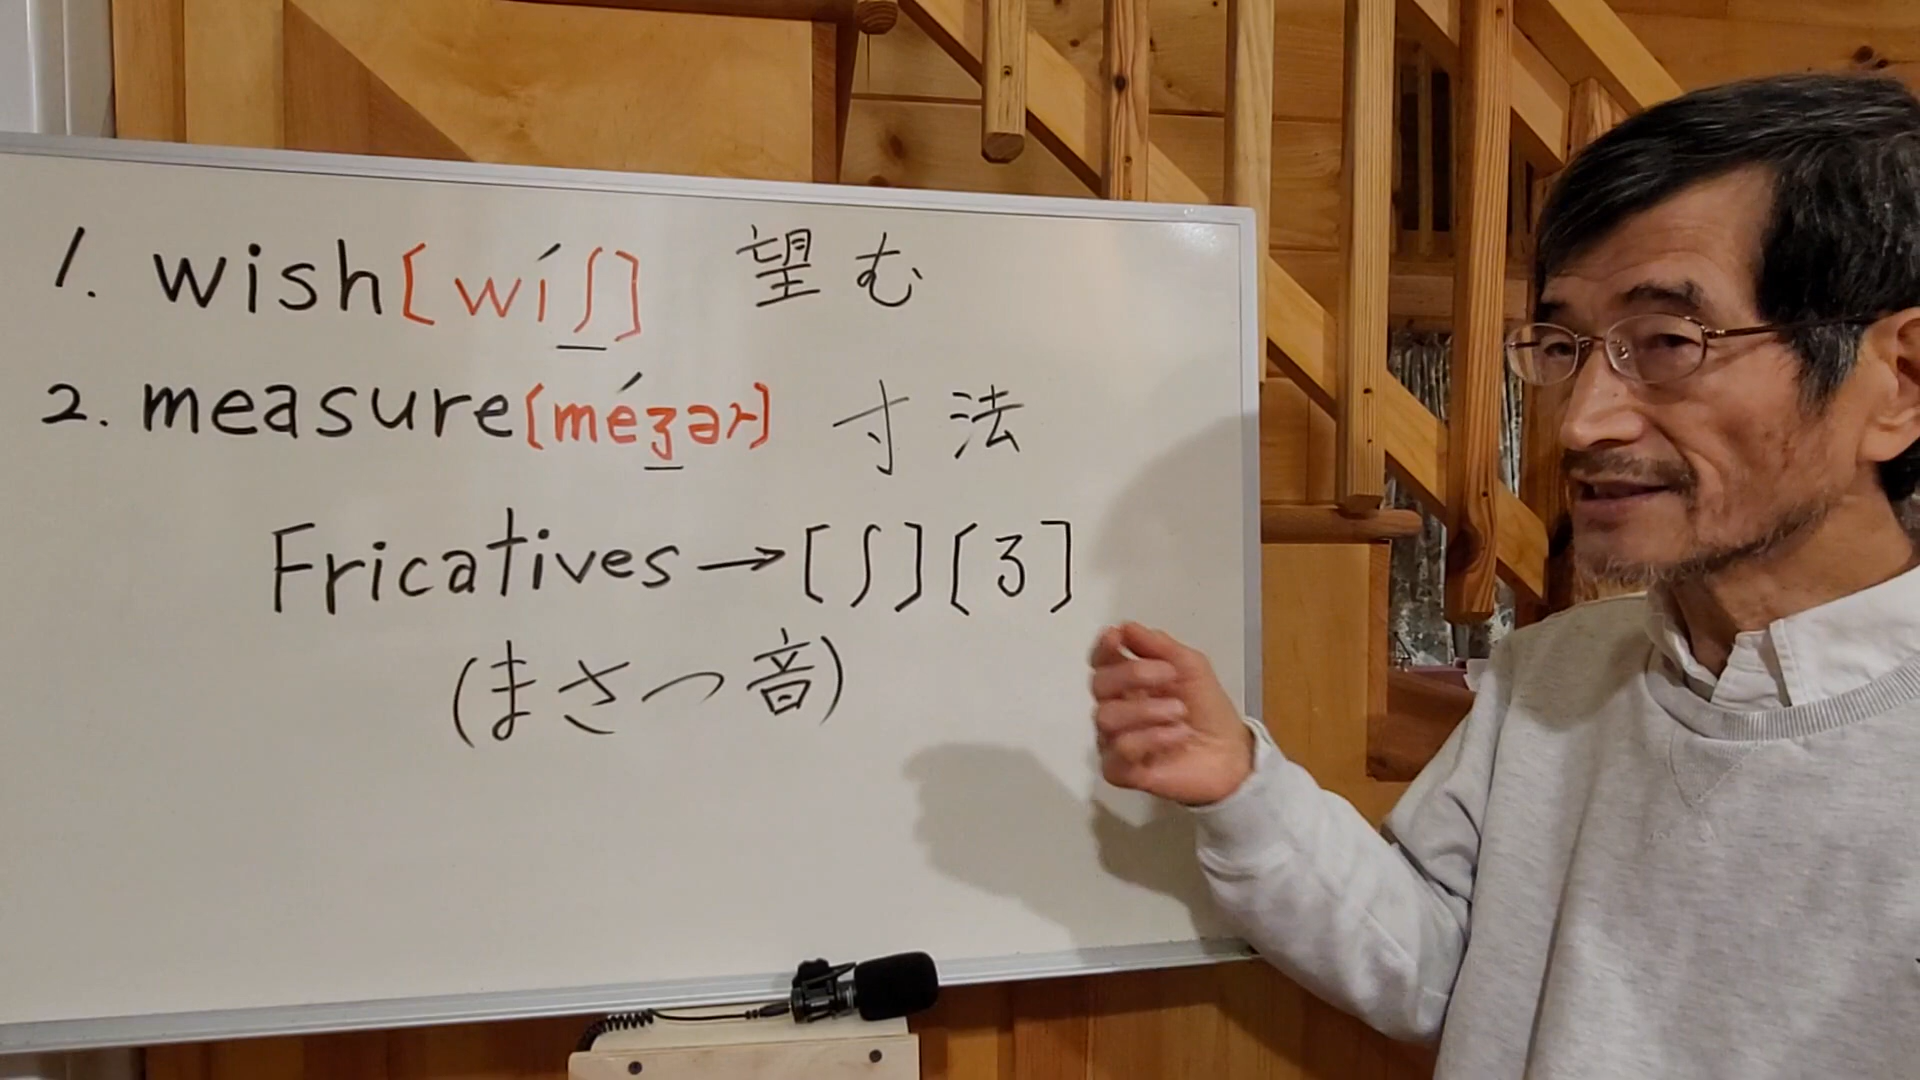 1. wish [wíʃ] 望む
2. measure [méʒər] 寸法
Fricatives → [ʃ] [ʒ]
(まさつ音)